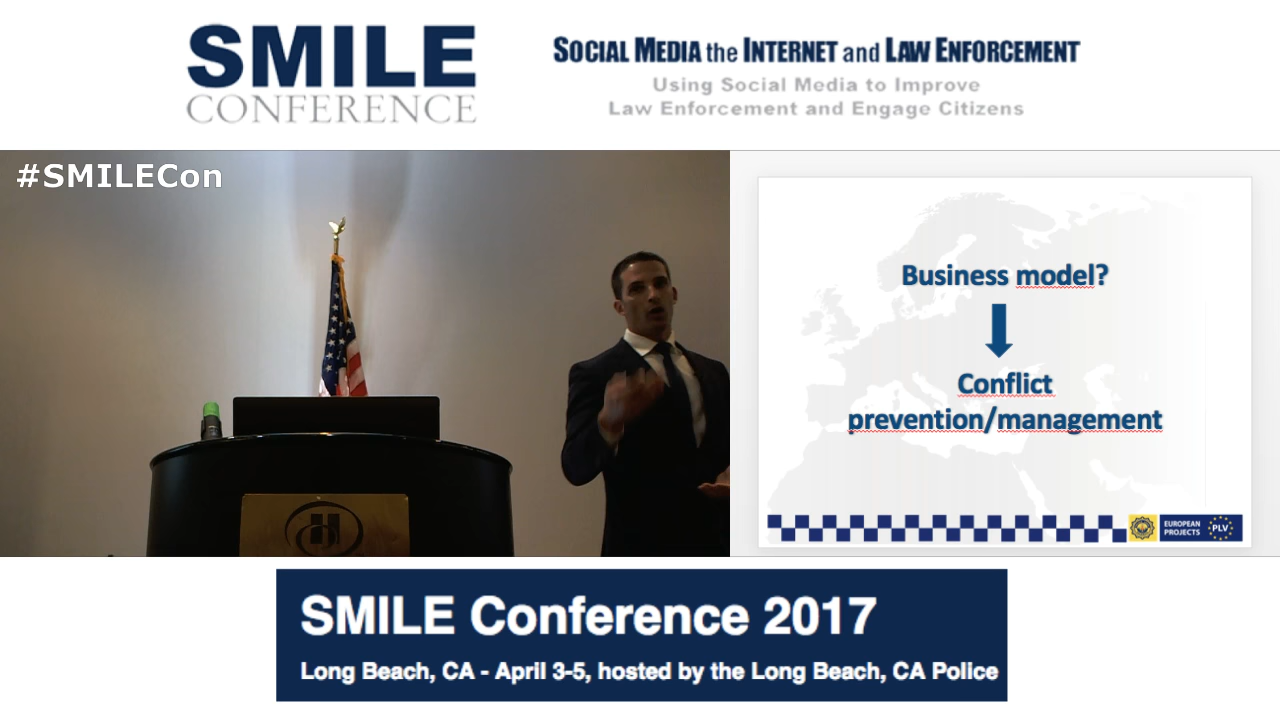 SMILE
CONFERENCE
SOCIAL MEDIA the INTERNET and LAW ENFORCEMENT
Using Social Media to Improve
Law Enforcement and Engage Citizens
#SMILECon
Business model?
Conflict
prevention/management
EUROPEAN
PROJECTS
PLV
SMILE Conference 2017
Long Beach, CA - April 3-5, hosted by the Long Beach, CA Police